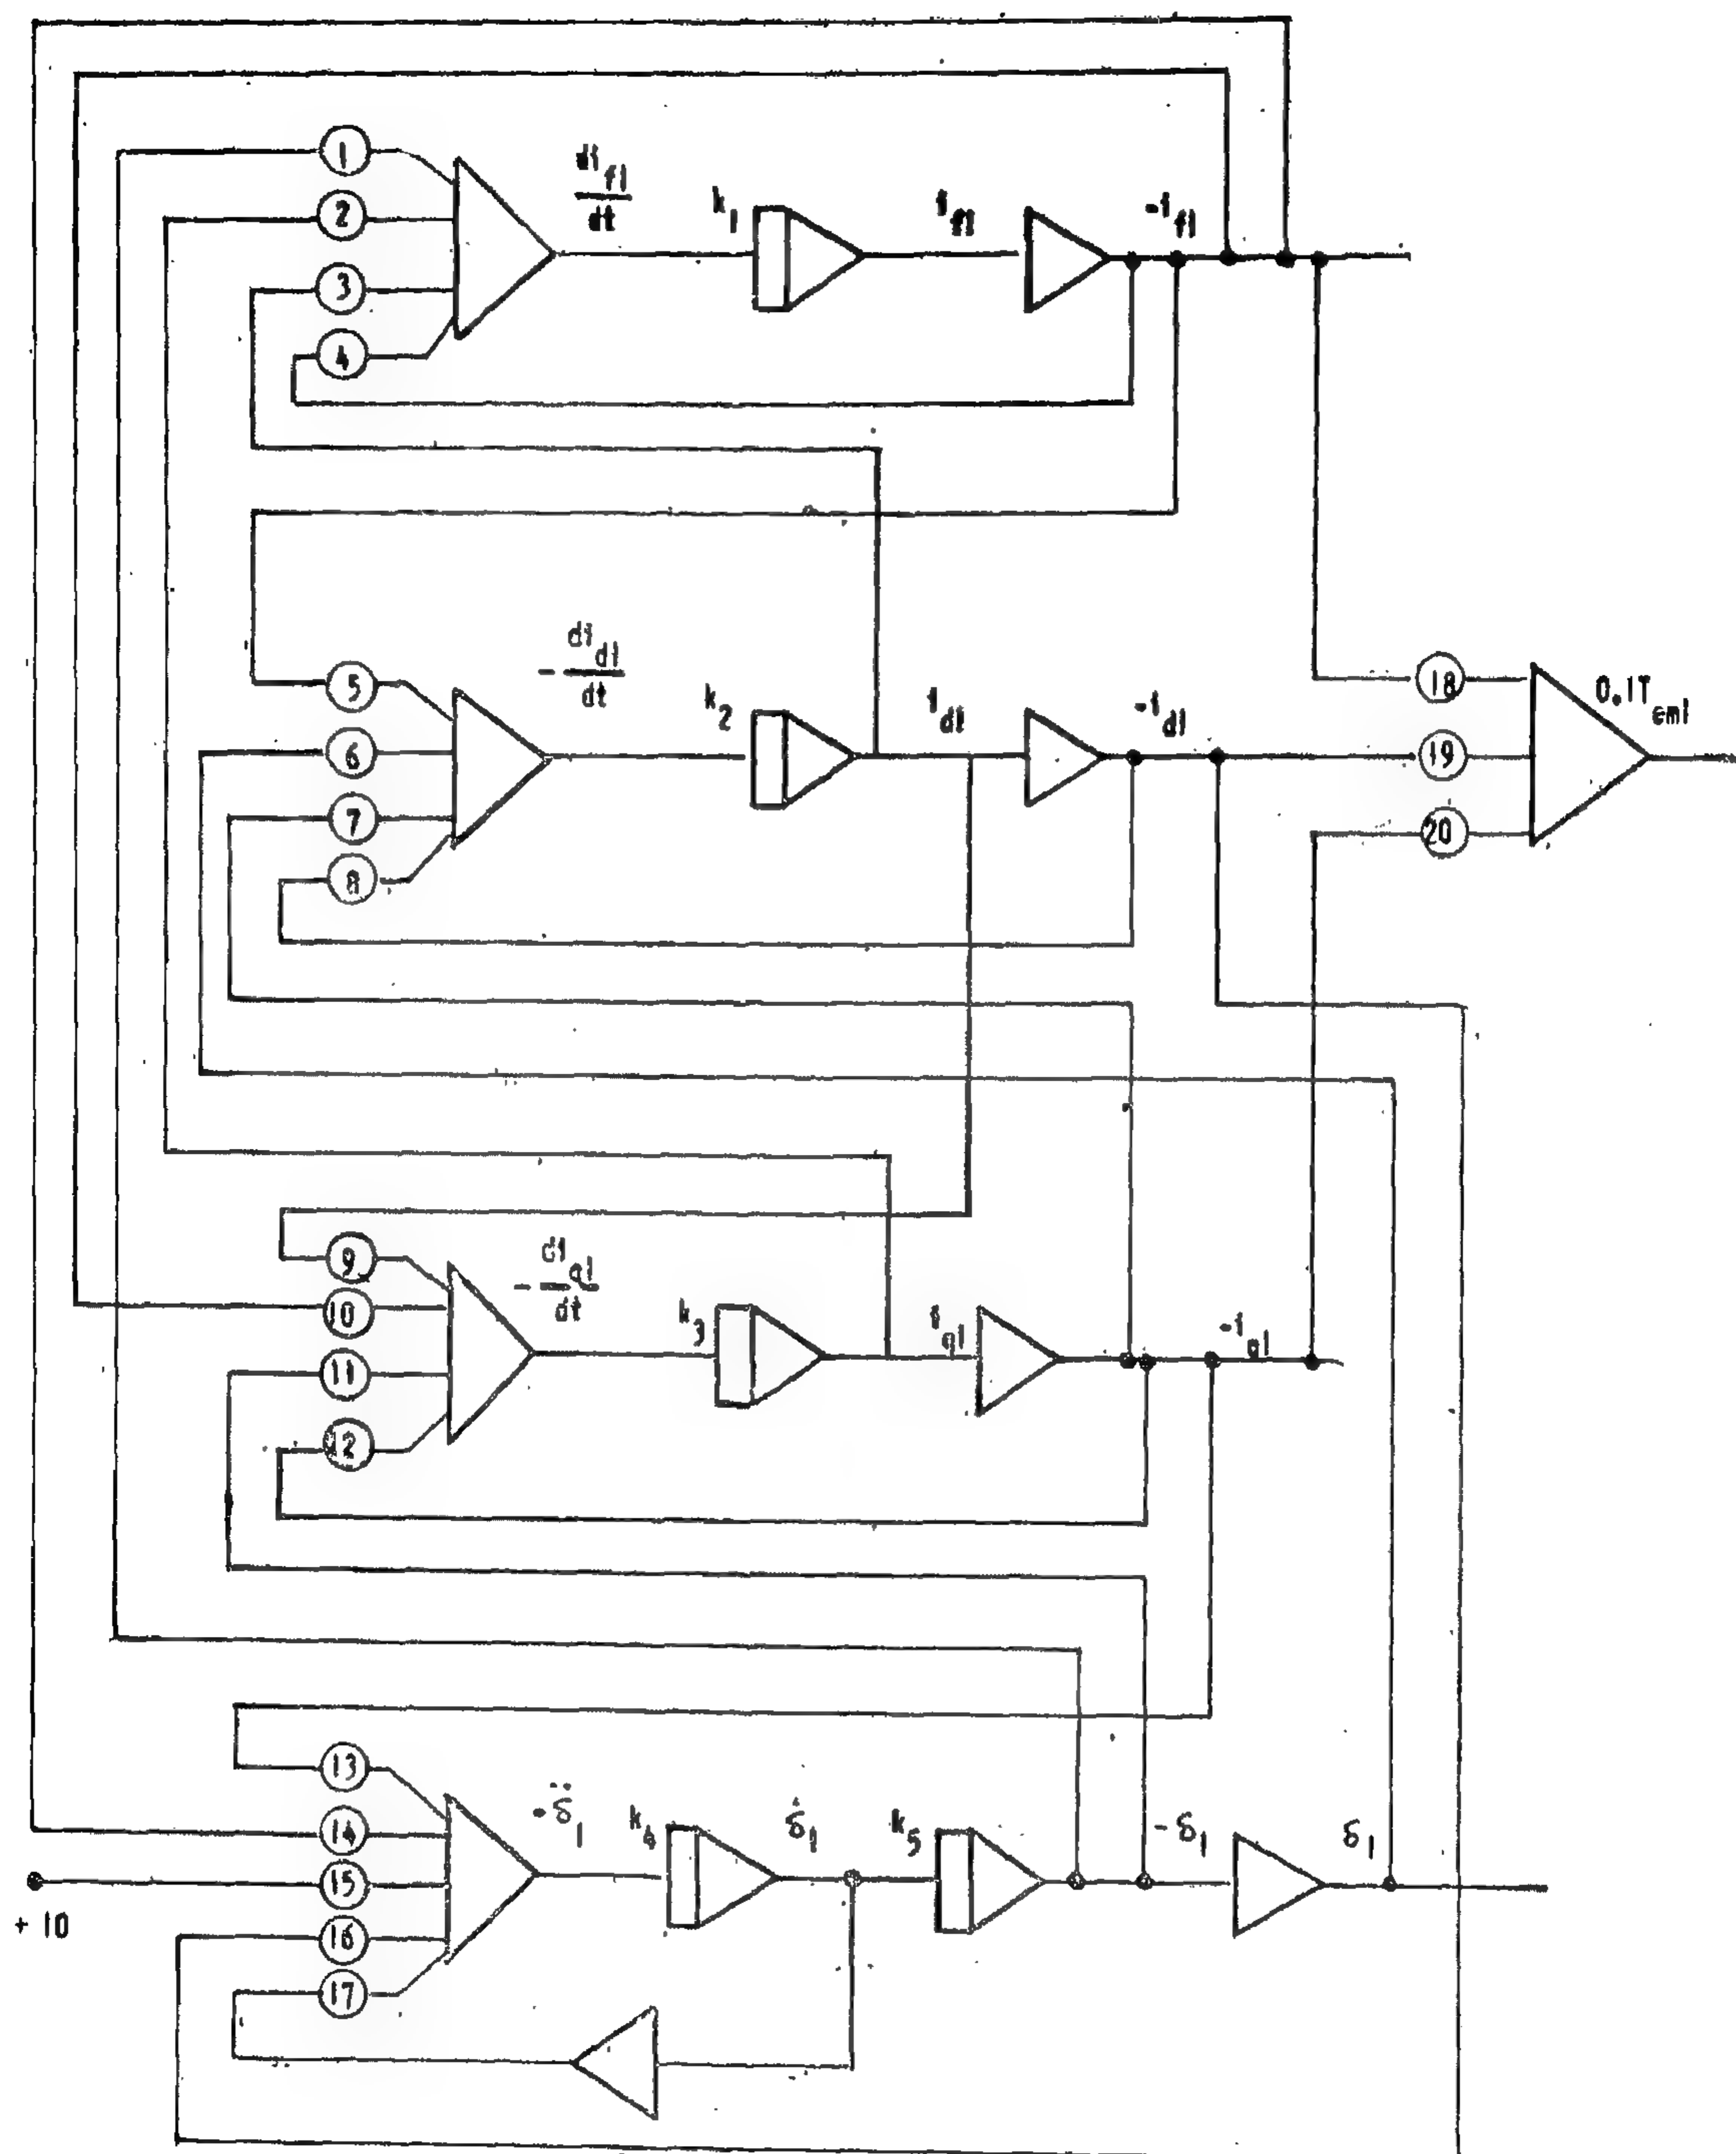 1
di_f1
dt
k_1
i_f1
-i_f1
2
3
4
5
- di_d1
dt
k_2
i_d1
-i_d1
6
7
8
18
19
20
0.1T_em1
9
- di_q1
dt
k_3
i_q1
-i_q1
10
11
12
13
-δ̈_1
k_4
δ̇_1
k_5
-δ_1
δ_1
14
15
+ 10
16
17